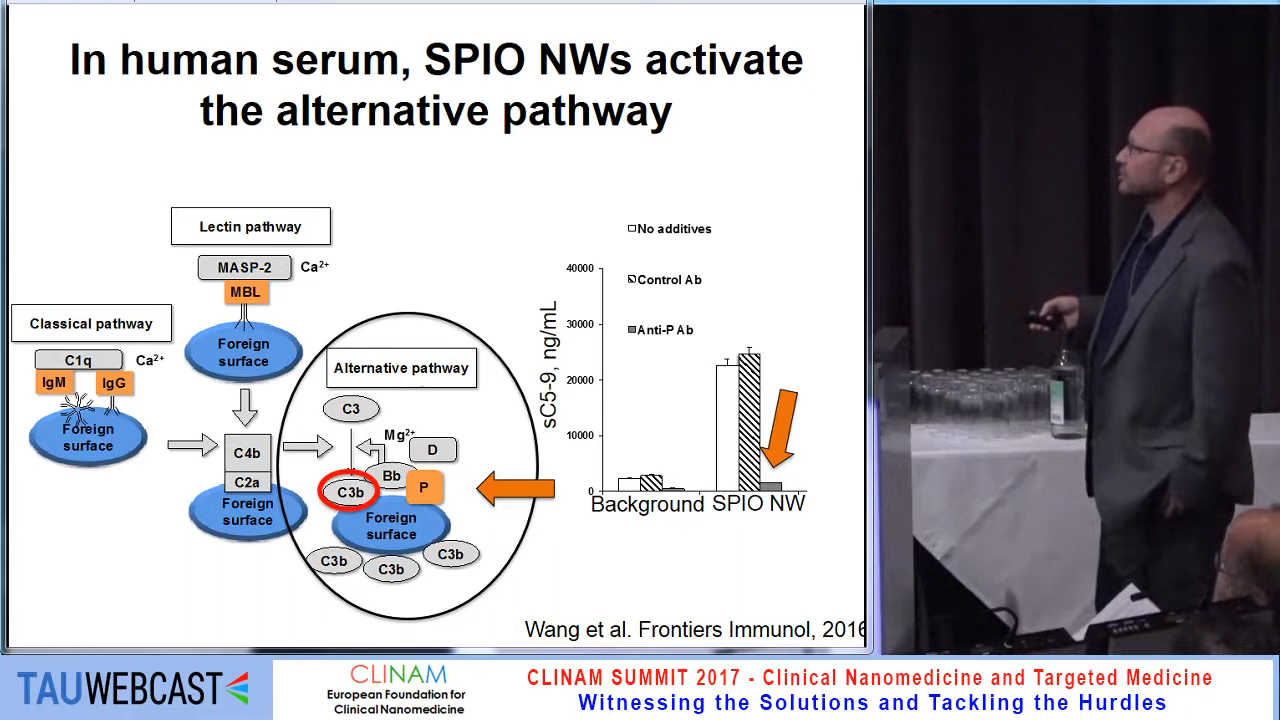 In human serum, SPIO NWs activate
the alternative pathway
Lectin pathway
MASP-2 Ca2+
MBL
Foreign
surface
Classical pathway
C1q Ca2+
IgM IgG
Foreign
surface
C4b
C2a
Foreign
surface
Alternative pathway
C3
Mg2+
D
Bb
C3b
P
Foreign
surface
C3b
C3b
C3b
No additives
Control Ab
Anti-P Ab
sC5-9, ng/mL
40000
30000
20000
10000
0
Background SPIO NW
Wang et al. Frontiers Immunol, 2016
TAUWEBCAST
CLINAM
European Foundation for
Clinical Nanomedicine
CLINAM SUMMIT 2017 - Clinical Nanomedicine and Targeted Medicine
Witnessing the Solutions and Tackling the Hurdles